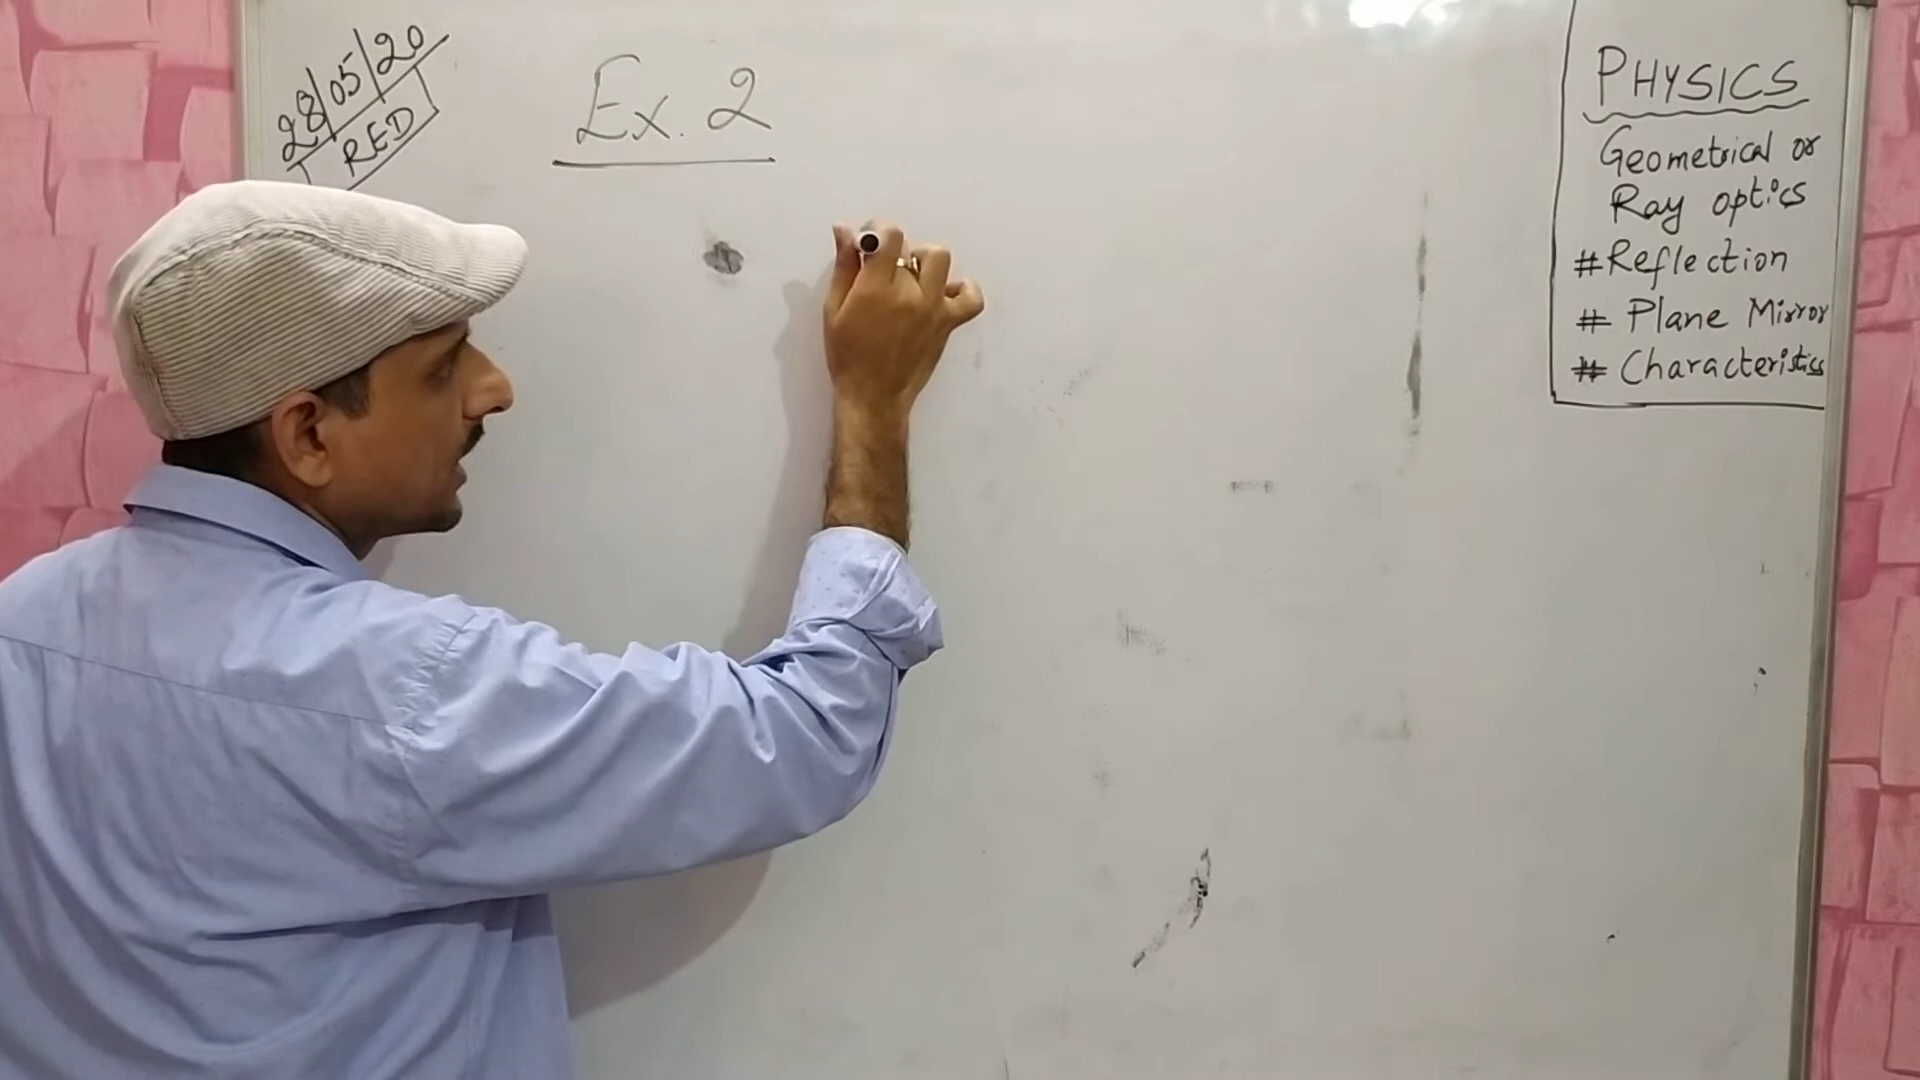 28/05/20
RED
Ex. 2
PHYSICS
Geometrical or
Ray optics
#Reflection
# Plane Mirror
# Characteristics